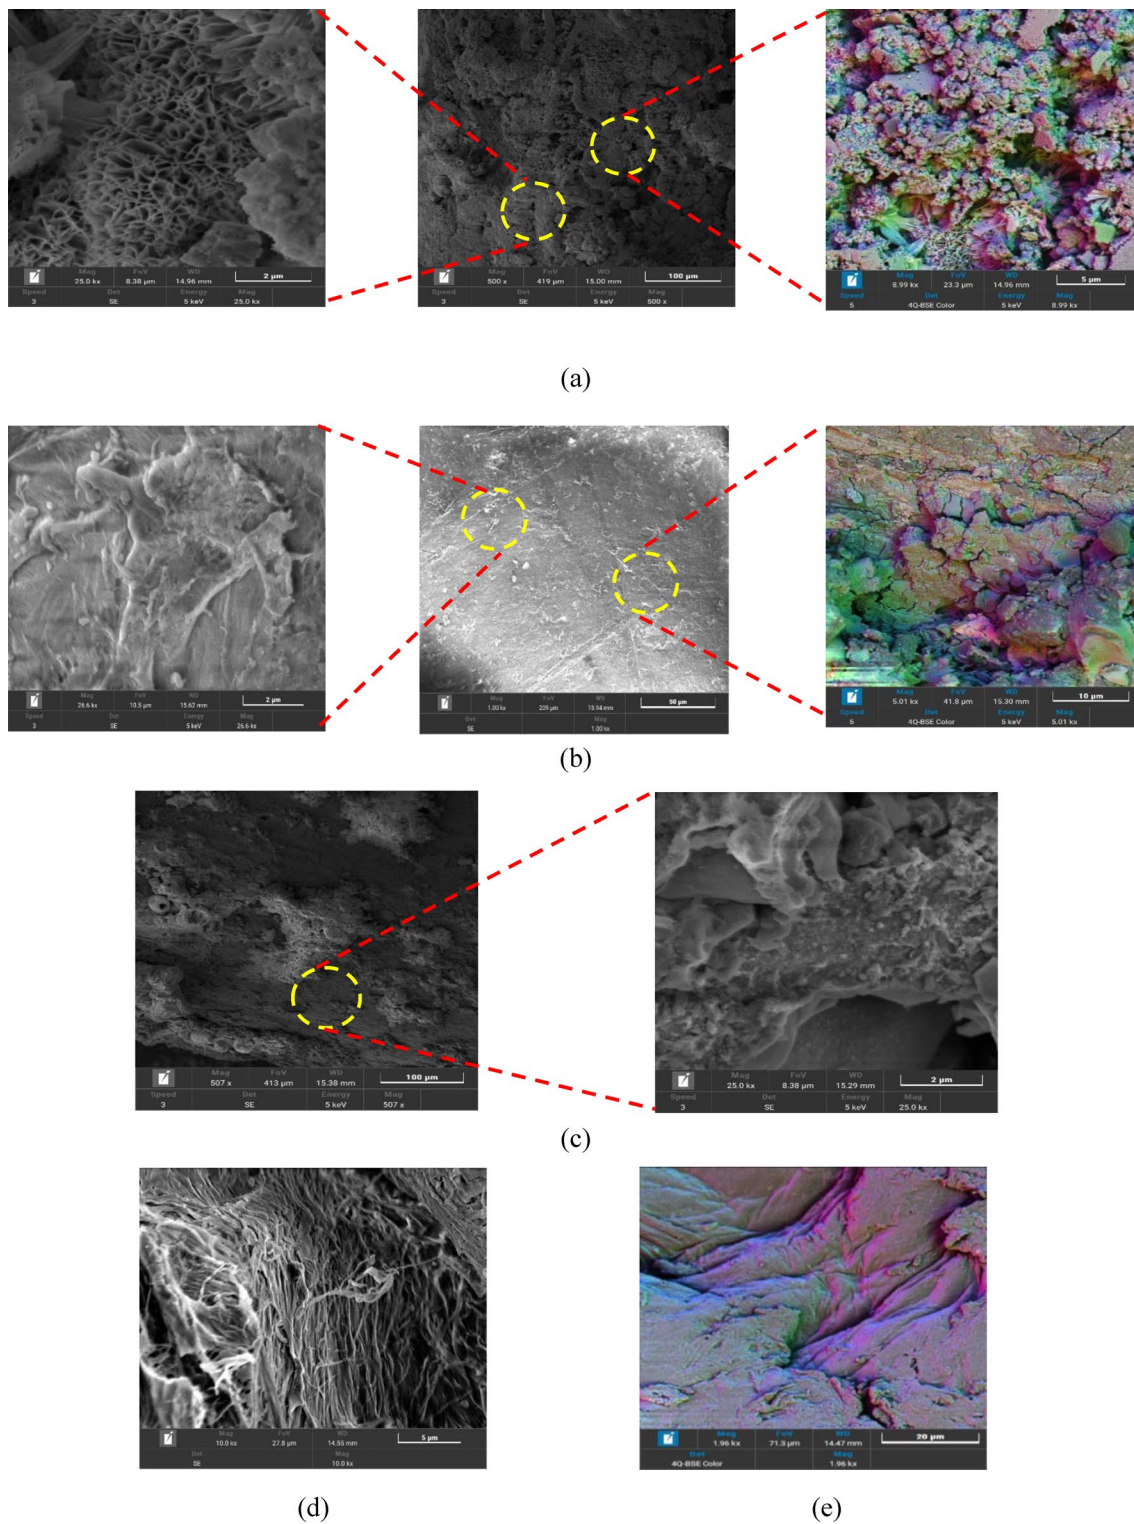 Mag FoV WD 2 µm
25.0 kx 8.38 µm 14.96 mm
Speed Det Energy Mag
3 SE 5 keV 25.0 kx
Mag FoV WD 100 µm
500 x 419 µm 15.00 mm
Speed Det Energy Mag
3 SE 5 keV 500 x
Mag FoV WD 5 µm
8.99 kx 23.3 µm 14.96 mm
Speed Det Energy Mag
5 4Q-BSE Color 5 keV 8.99 kx
(a)
Mag FoV WD 2 µm
26.6 kx 10.5 µm 15.62 mm
Speed Det Energy Mag
3 SE 5 keV 26.6 kx
Mag FoV WD 50 µm
1.00 kx 209 µm 15.94 mm
Det Mag
SE 1.00 kx
Mag FoV WD 10 µm
5.01 kx 41.8 µm 15.30 mm
Speed Det Energy Mag
5 4Q-BSE Color 5 keV 5.01 kx
(b)
Mag FoV WD 100 µm
507 x 413 µm 15.38 mm
Speed Det Energy Mag
3 SE 5 keV 507 x
Mag FoV WD 2 µm
25.0 kx 8.38 µm 15.29 mm
Speed Det Energy Mag
3 SE 5 keV 25.0 kx
(c)
Mag FoV WD 5 µm
10.0 kx 27.8 µm 14.55 mm
Det Mag
SE 10.0 kx
Mag FoV WD 20 µm
1.96 kx 71.3 µm 14.47 mm
Det Mag
4Q-BSE Color 1.96 kx
(d) (e)